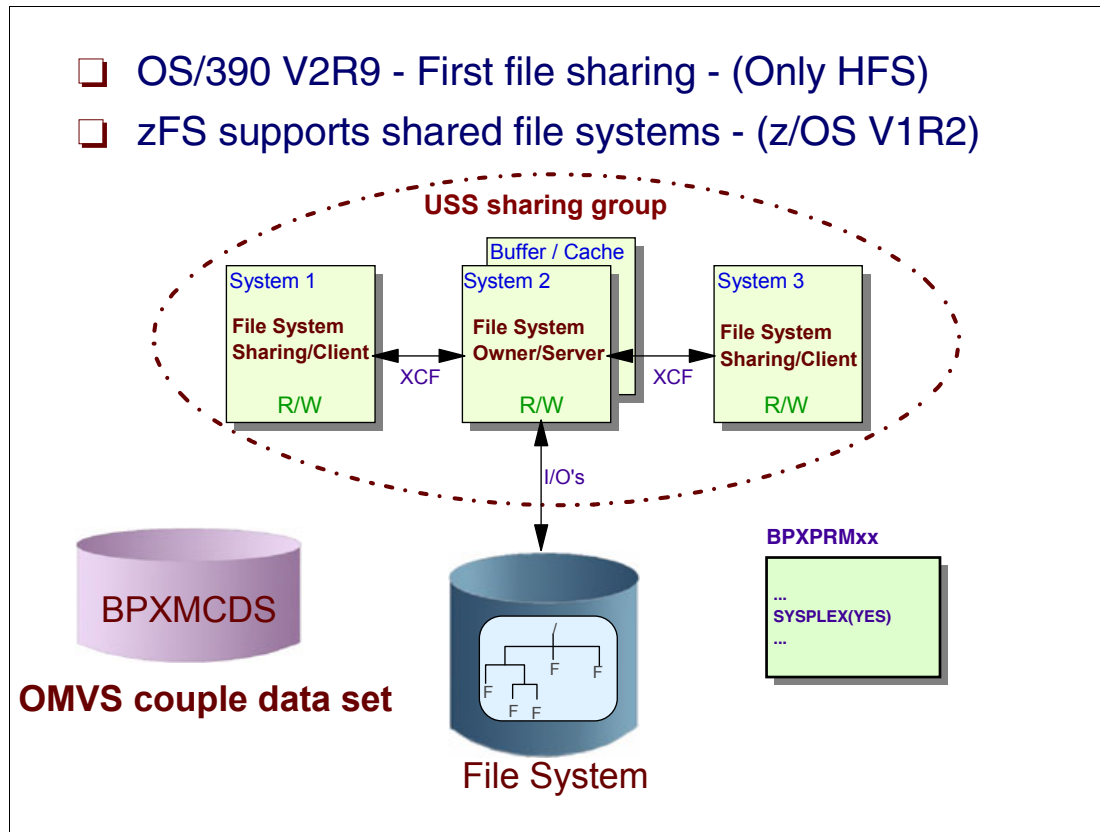 OS/390 V2R9 - First file sharing - (Only HFS)
zFS supports shared file systems - (z/OS V1R2)
USS sharing group
Buffer / Cache
System 1
System 2
System 3
File System
Sharing/Client
File System
Owner/Server
File System
Sharing/Client
XCF
XCF
R/W
R/W
R/W
I/O's
BPXPRMxx
...
SYSPLEX(YES)
...
BPXMCDS
OMVS couple data set
/
F
F
F
F
F
File System